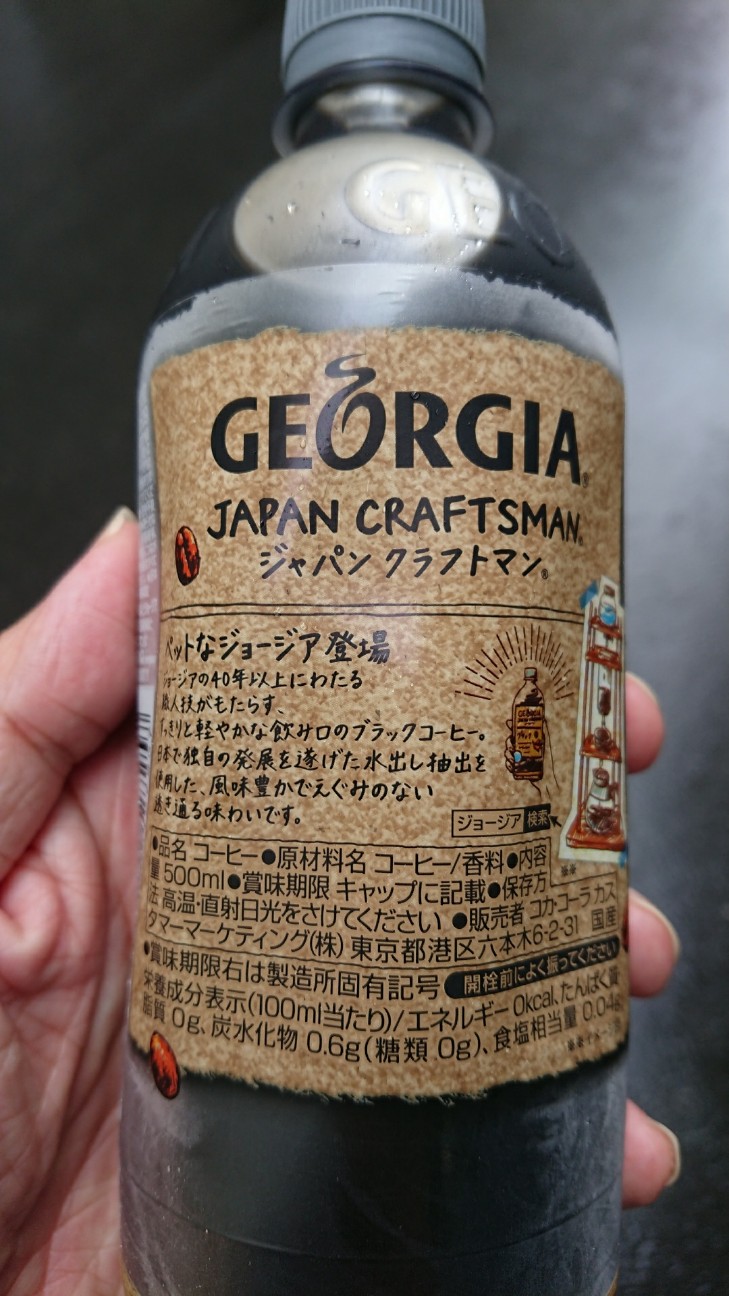 GEO
GEORGIA®
JAPAN CRAFTSMAN®
ジャパン クラフトマン®
ペットなジョージア登場
ジョージアの40年以上にわたる
職人技がもたらす、
すっきりと軽やかな飲み口のブラックコーヒー。
日本で独自の発展を遂げた水出し抽出を
使用した、風味豊かでえぐみのない
透き通る味わいです。
GEORGIA
ジョージア 検索
●品名 コーヒー●原材料名 コーヒー/香料●内容
量 500ml●賞味期限 キャップに記載●保存方
法 高温・直射日光をさけてください ●販売者 コカ・コーラ カス
タマーマーケティング(株) 東京都港区六本木6-2-31 国産
●賞味期限右は製造所固有記号 開栓前によく振ってください
栄養成分表示(100ml当たり)/エネルギー 0kcal、たんぱく質
脂質 0g、炭水化物 0.6g(糖類 0g)、食塩相当量 0.04g